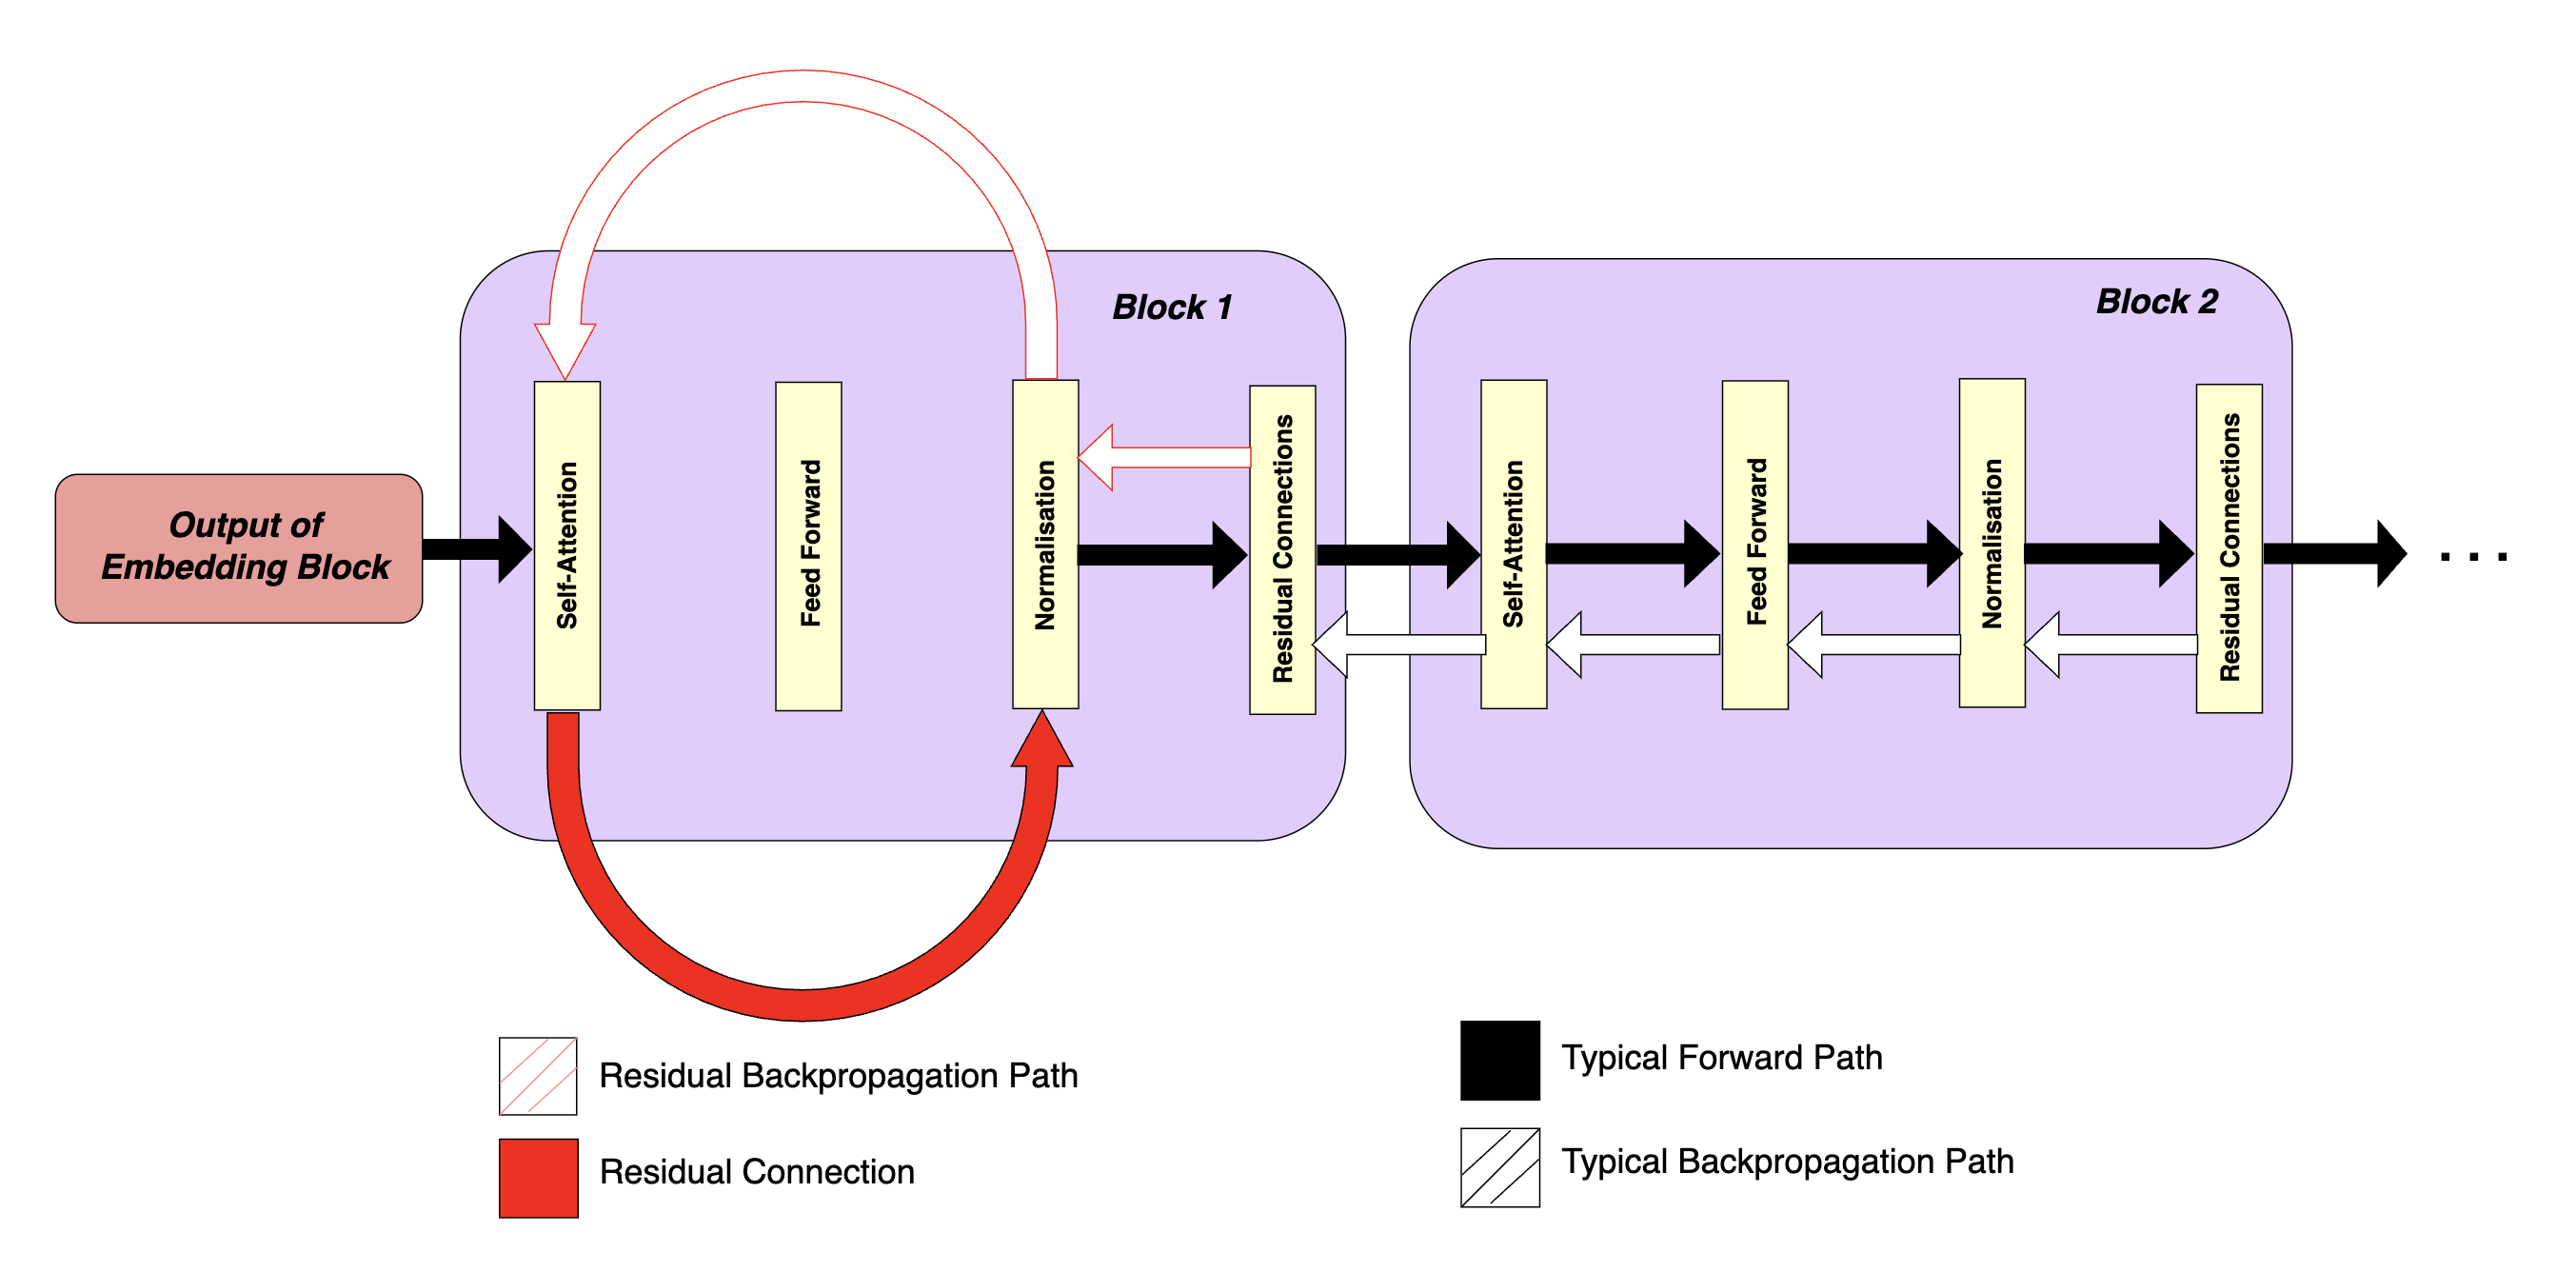 Block 1
Block 2
Output of
Embedding Block
Self-Attention
Feed Forward
Normalisation
Residual Connections
Self-Attention
Feed Forward
Normalisation
Residual Connections
. . .
Residual Backpropagation Path
Residual Connection
Typical Forward Path
Typical Backpropagation Path